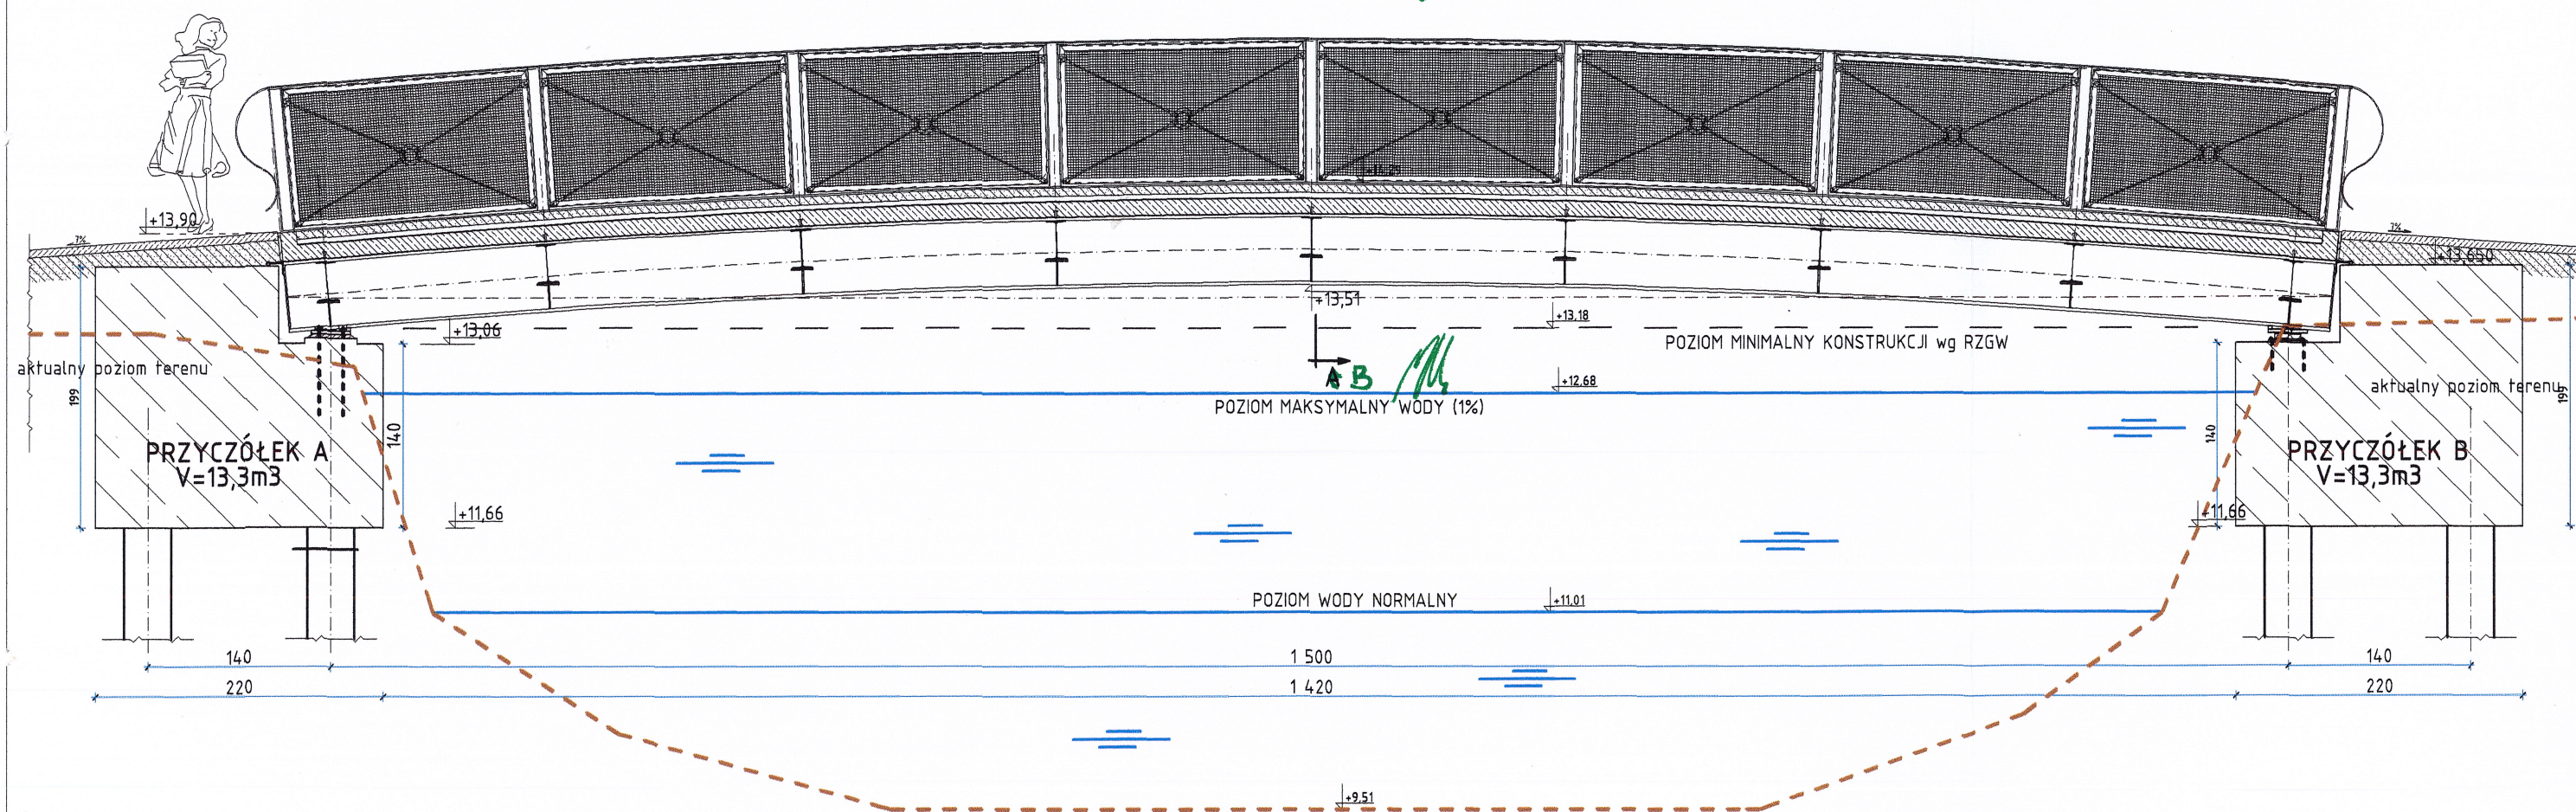 +13,90
7%
7%
+13,650
+13,51
+13,06
+13,18
POZIOM MINIMALNY KONSTRUKCJI wg RZGW
aktualny poziom terenu
A B
+12.68
aktualny poziom terenu
POZIOM MAKSYMALNY WODY (1%)
199
140
140
199
PRZYCZÓŁEK A
V=13,3m3
PRZYCZÓŁEK B
V=13,3m3
+11,66
+11,66
POZIOM WODY NORMALNY
+11.01
140
1 500
140
220
1 420
220
+9,51